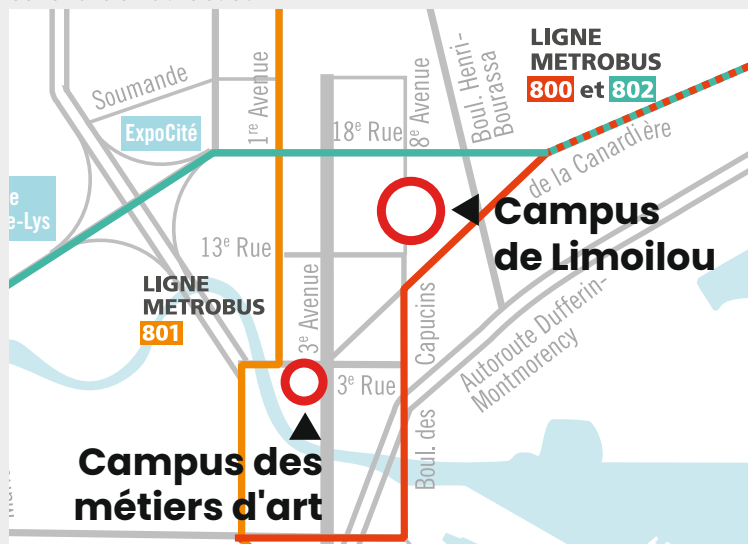 LIGNE
METROBUS
800 et 802
Soumande
1re Avenue
8e Avenue
Boul. Henri-
Bourassa
ExpoCité
18e Rue
de la Canardière
e-Lys
Campus
de Limoilou
13e Rue
LIGNE
METROBUS
801
3e Avenue
Capucins
Autoroute Dufferin-
Montmorency
3e Rue
Boul. des
Campus des
métiers d'art